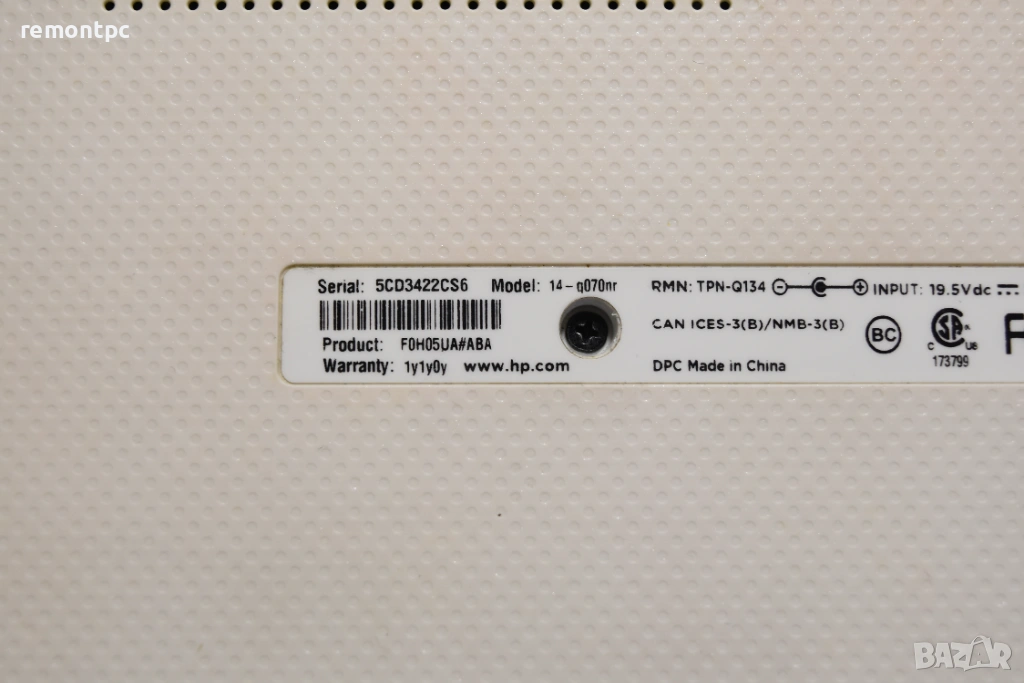 remontpc
Serial: 5CD3422CS6 Model: 14-q070nr
Product: F0H05UA#ABA
Warranty: 1y1y0y www.hp.com
RMN: TPN-Q134 INPUT: 19.5Vdc
CAN ICES-3(B)/NMB-3(B)
DPC Made in China
BC
C US
173799
BAZAR